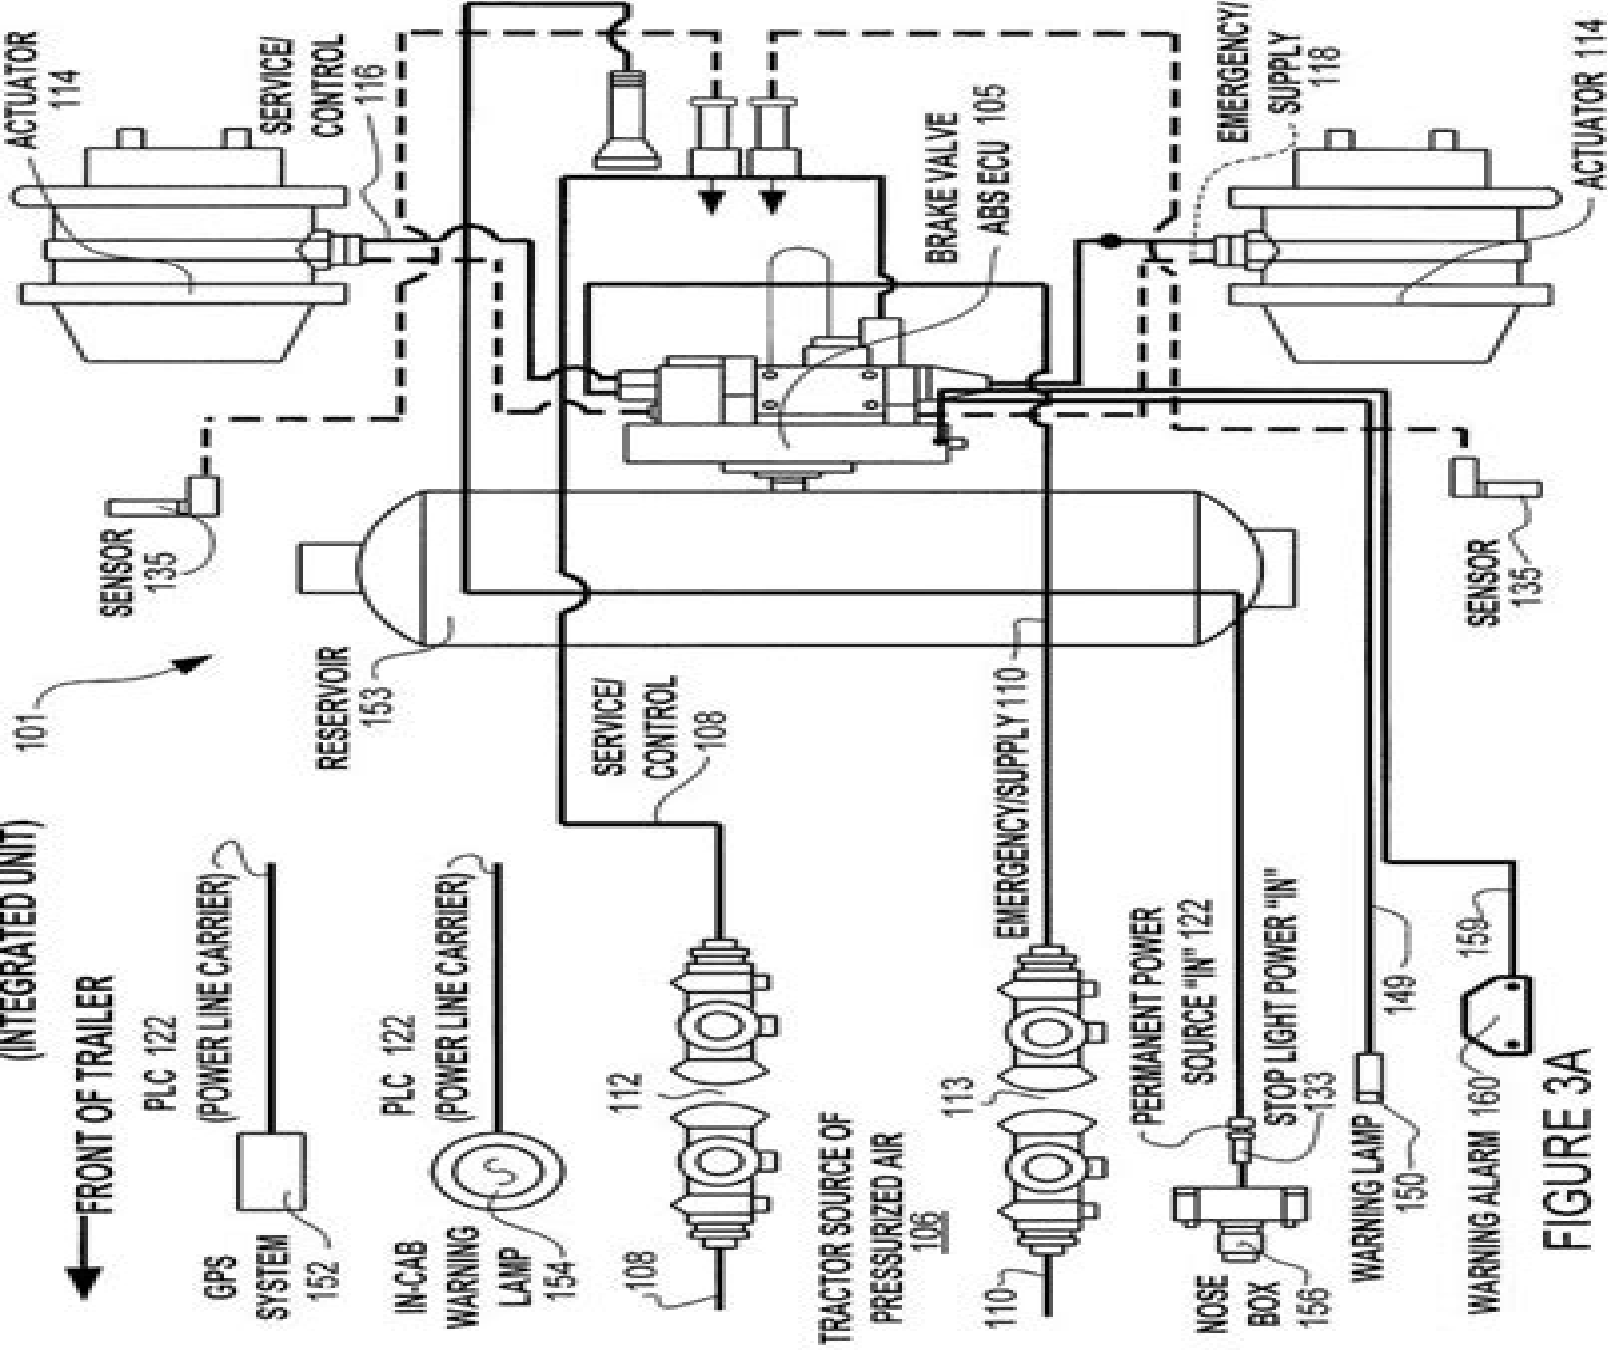 (INTEGRATED UNIT)
FRONT OF TRAILER
101
PLC 122
(POWER LINE CARRIER)
GPS
SYSTEM
152
PLC 122
(POWER LINE CARRIER)
IN-CAB
WARNING
LAMP
154
SENSOR
135
RESERVOIR
153
ACTUATOR
114
SERVICE/
CONTROL
116
SERVICE/
CONTROL
108
112
108
TRACTOR SOURCE OF
PRESSURIZED AIR
106
BRAKE VALVE
ABS ECU 105
EMERGENCY/SUPPLY 110
113
110
EMERGENCY/
SUPPLY
118
ACTUATOR 114
PERMANENT POWER
SOURCE "IN" 122
STOP LIGHT POWER "IN"
133
NOSE
BOX
156
SENSOR
135
WARNING LAMP
150
149
159
WARNING ALARM 160
FIGURE 3A